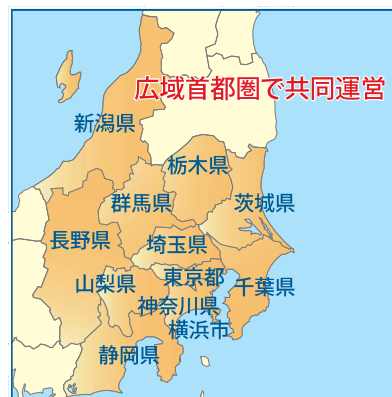 広域首都圏で共同運営
新潟県
栃木県
群馬県
茨城県
長野県
埼玉県
東京都
山梨県
千葉県
神奈川県
横浜市
静岡県